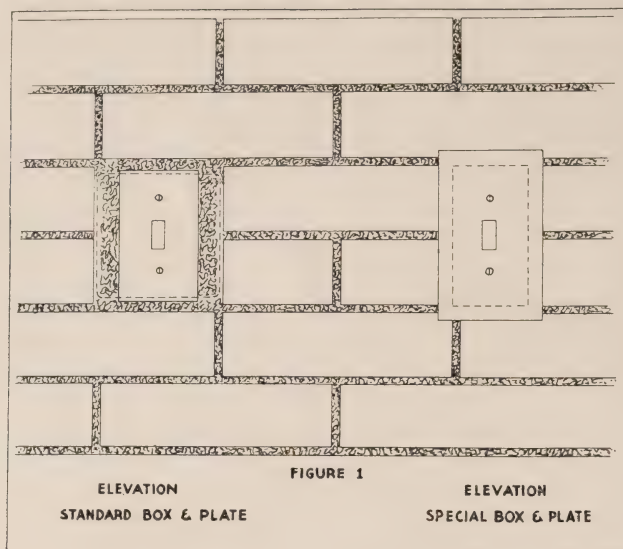 FIGURE 1
ELEVATION
STANDARD BOX & PLATE
ELEVATION
SPECIAL BOX & PLATE